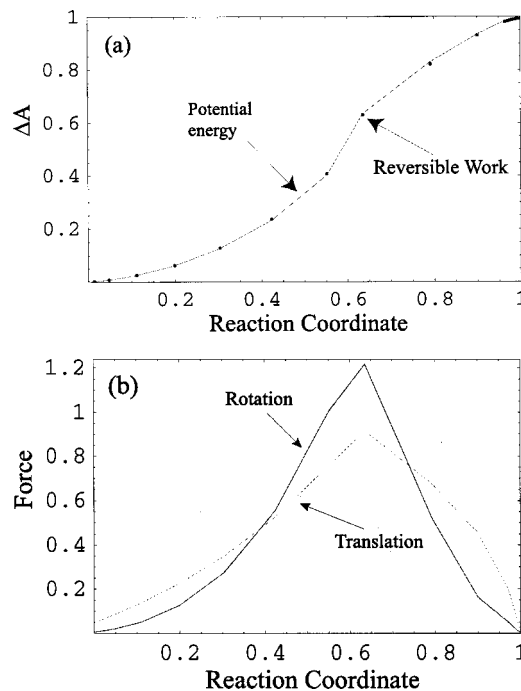 (a)
1
0.8
0.6
0.4
0.2
ΔA
Potential
energy
Reversible Work
0.2 0.4 0.6 0.8 1
Reaction Coordinate
(b)
1.2
1
0.8
0.6
0.4
0.2
Force
Rotation
Translation
0.2 0.4 0.6 0.8 1
Reaction Coordinate